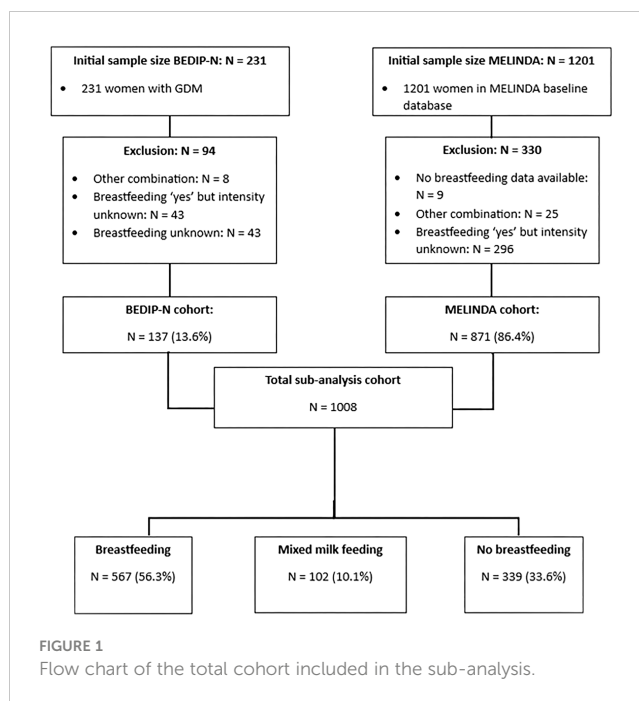 Initial sample size BEDIP-N: N = 231
• 231 women with GDM
Initial sample size MELINDA: N = 1201
• 1201 women in MELINDA baseline
database
Exclusion: N = 94
• Other combination: N = 8
• Breastfeeding 'yes' but intensity
unknown: N = 43
• Breastfeeding unknown: N = 43
Exclusion: N = 330
• No breastfeeding data available:
N = 9
• Other combination: N = 25
• Breastfeeding 'yes' but intensity
unknown: N = 296
BEDIP-N cohort:
N = 137 (13.6%)
MELINDA cohort:
N = 871 (86.4%)
Total sub-analysis cohort
N = 1008
Breastfeeding
N = 567 (56.3%)
Mixed milk feeding
N = 102 (10.1%)
No breastfeeding
N = 339 (33.6%)
FIGURE 1
Flow chart of the total cohort included in the sub-analysis.